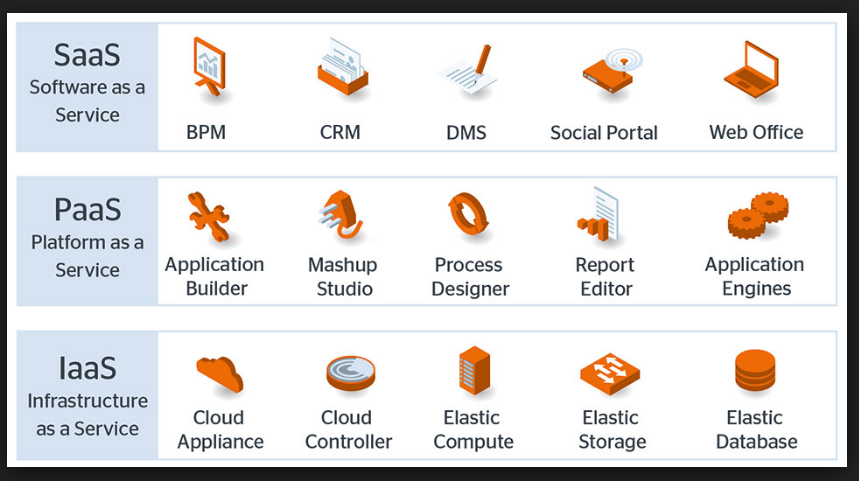 SaaS
Software as a
Service
BPM
CRM
DMS
Social Portal
Web Office
PaaS
Platform as a
Service
Application
Builder
Mashup
Studio
Process
Designer
Report
Editor
Application
Engines
IaaS
Infrastructure
as a Service
Cloud
Appliance
Cloud
Controller
Elastic
Compute
Elastic
Storage
Elastic
Database